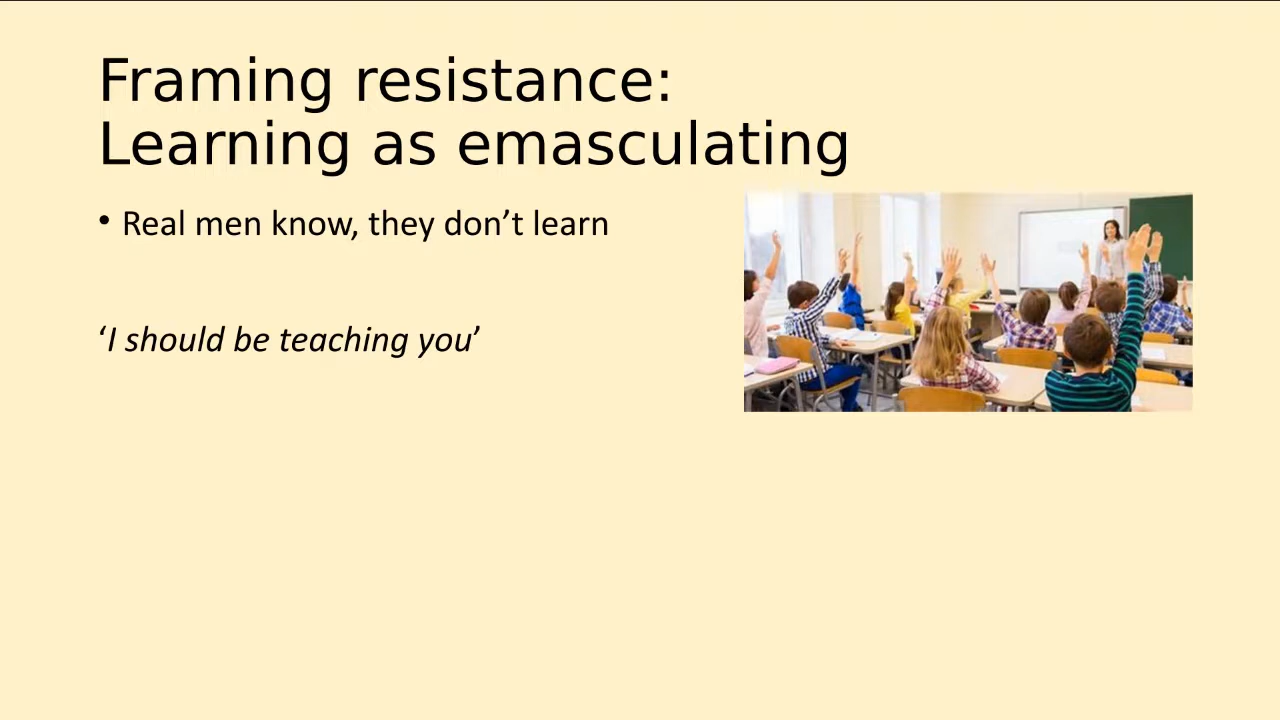 Framing resistance:
Learning as emasculating
• Real men know, they don’t learn
‘I should be teaching you’